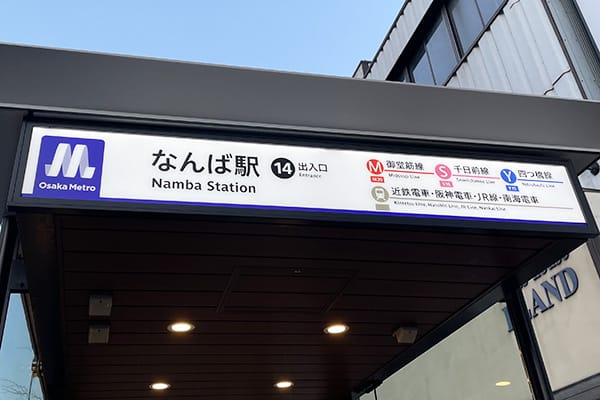 Osaka Metro
なんば駅
Namba Station
14 出入口
Entrance
M 御堂筋線
Midosuji Line
S 千日前線
Sennichimae Line
Y 四つ橋線
Yotsubashi Line
近鉄電車・阪神電車・JR線・南海電車
Kintetsu Line, Hanshin Line, JR Line, Nankai Line
LAND